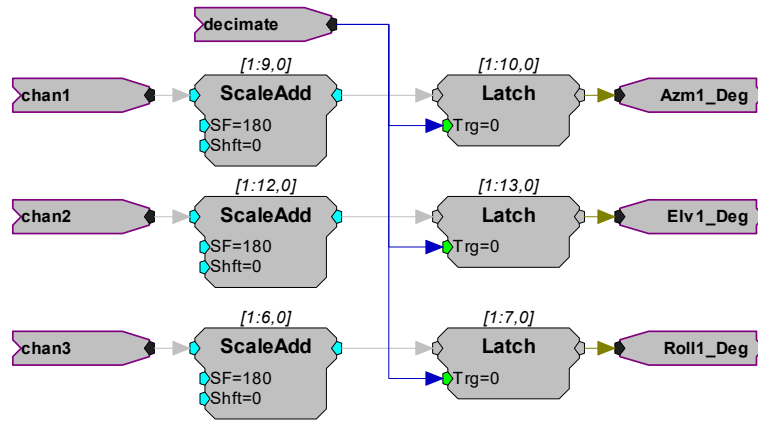 decimate
[1:9,0]
[1:10,0]
chan1
ScaleAdd
Latch
Azm1_Deg
SF=180
Trg=0
Shft=0
[1:12,0]
[1:13,0]
chan2
ScaleAdd
Latch
Elv1_Deg
SF=180
Trg=0
Shft=0
[1:6,0]
[1:7,0]
chan3
ScaleAdd
Latch
Roll1_Deg
SF=180
Trg=0
Shft=0